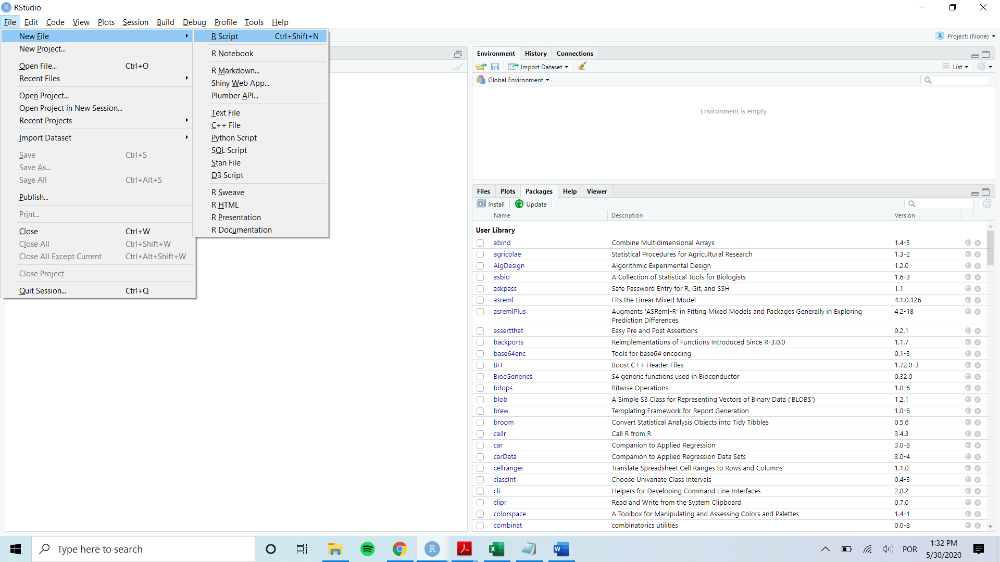 RStudio
File Edit Code View Plots Session Build Debug Profile Tools Help
New File
New Project...
Open File... Ctrl+O
Recent Files
Open Project...
Open Project in New Session...
Recent Projects
Import Dataset
Save Ctrl+S
Save As...
Save All Ctrl+Alt+S
Publish...
Print...
Close Ctrl+W
Close All Ctrl+Shift+W
Close All Except Current Ctrl+Alt+Shift+W
Close Project
Quit Session... Ctrl+Q
R Script Ctrl+Shift+N
R Notebook
R Markdown...
Shiny Web App...
Plumber API...
Text File
C++ File
Python Script
SQL Script
Stan File
D3 Script
R Sweave
R HTML
R Presentation
R Documentation
Project: (None)
Environment History Connections
Import Dataset List
Global Environment
Environment is empty
Files Plots Packages Help Viewer
Install Update
Name Description Version
User Library
abind Combine Multidimensional Arrays 1.4-5
agricolae Statistical Procedures for Agricultural Research 1.3-2
AlgDesign Algorithmic Experimental Design 1.2.0
asbio A Collection of Statistical Tools for Biologists 1.6-3
askpass Safe Password Entry for R, Git, and SSH 1.1
asreml Fits the Linear Mixed Model 4.1.0.126
asremlPlus Augments 'ASReml-R' in Fitting Mixed Models and Packages Generally in Exploring 4.2-18
Prediction Differences
assertthat Easy Pre and Post Assertions 0.2.1
backports Reimplementations of Functions Introduced Since R-3.0.0 1.1.7
base64enc Tools for base64 encoding 0.1-3
BH Boost C++ Header Files 1.72.0-3
BiocGenerics S4 generic functions used in Bioconductor 0.32.0
bitops Bitwise Operations 1.0-6
blob A Simple S3 Class for Representing Vectors of Binary Data ('BLOBS') 1.2.1
brew Templating Framework for Report Generation 1.0-6
broom Convert Statistical Analysis Objects into Tidy Tibbles 0.5.6
callr Call R from R 3.4.3
car Companion to Applied Regression 3.0-8
carData Companion to Applied Regression Data Sets 3.0-4
cellranger Translate Spreadsheet Cell Ranges to Rows and Columns 1.1.0
classInt Choose Univariate Class Intervals 0.4-3
cli Helpers for Developing Command Line Interfaces 2.0.2
clipr Read and Write from the System Clipboard 0.7.0
colorspace A Toolbox for Manipulating and Assessing Colors and Palettes 1.4-1
combinat combinatorics utilities 0.0-8
Type here to search
POR
1:32 PM
5/30/2020